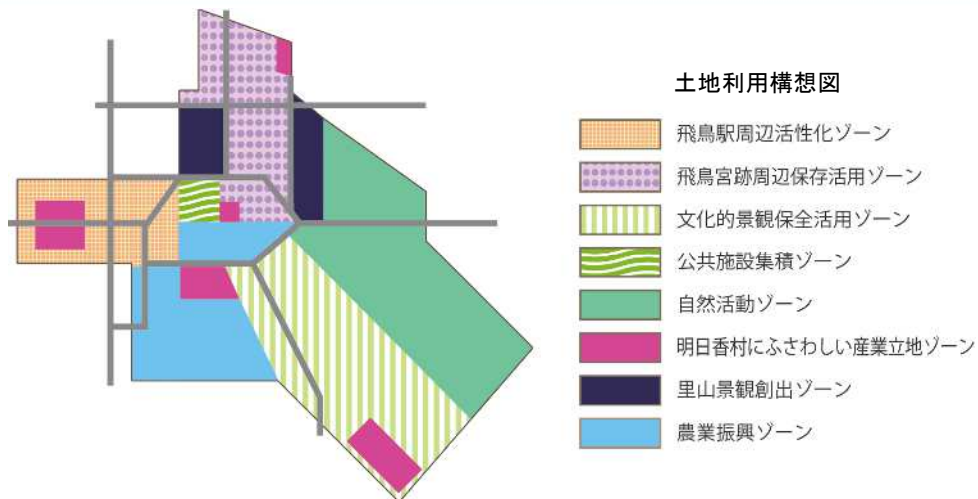 土地利用構想図
飛鳥駅周辺活性化ゾーン
飛鳥宮跡周辺保存活用ゾーン
文化的景観保全活用ゾーン
公共施設集積ゾーン
自然活動ゾーン
明日香村にふさわしい産業立地ゾーン
里山景観創出ゾーン
農業振興ゾーン